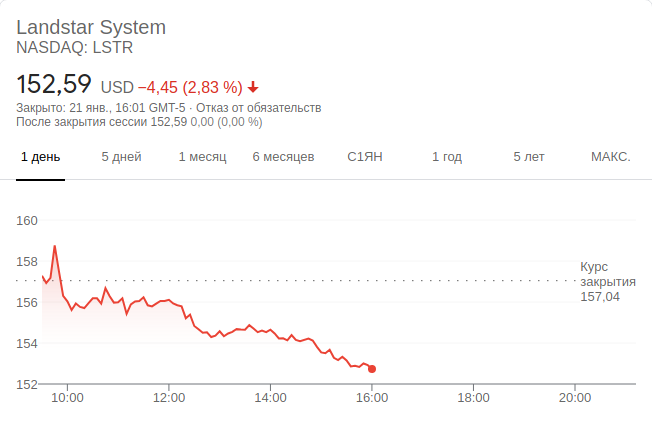 Landstar System
NASDAQ: LSTR
152,59 USD −4,45 (2,83 %)
Закрыто: 21 янв., 16:01 GMT-5 · Отказ от обязательств
После закрытия сессии 152,59 0,00 (0,00 %)
1 день 5 дней 1 месяц 6 месяцев С1ЯН 1 год 5 лет МАКС.
160
158
Курс
закрытия
157,04
156
154
152
10:00 12:00 14:00 16:00 18:00 20:00